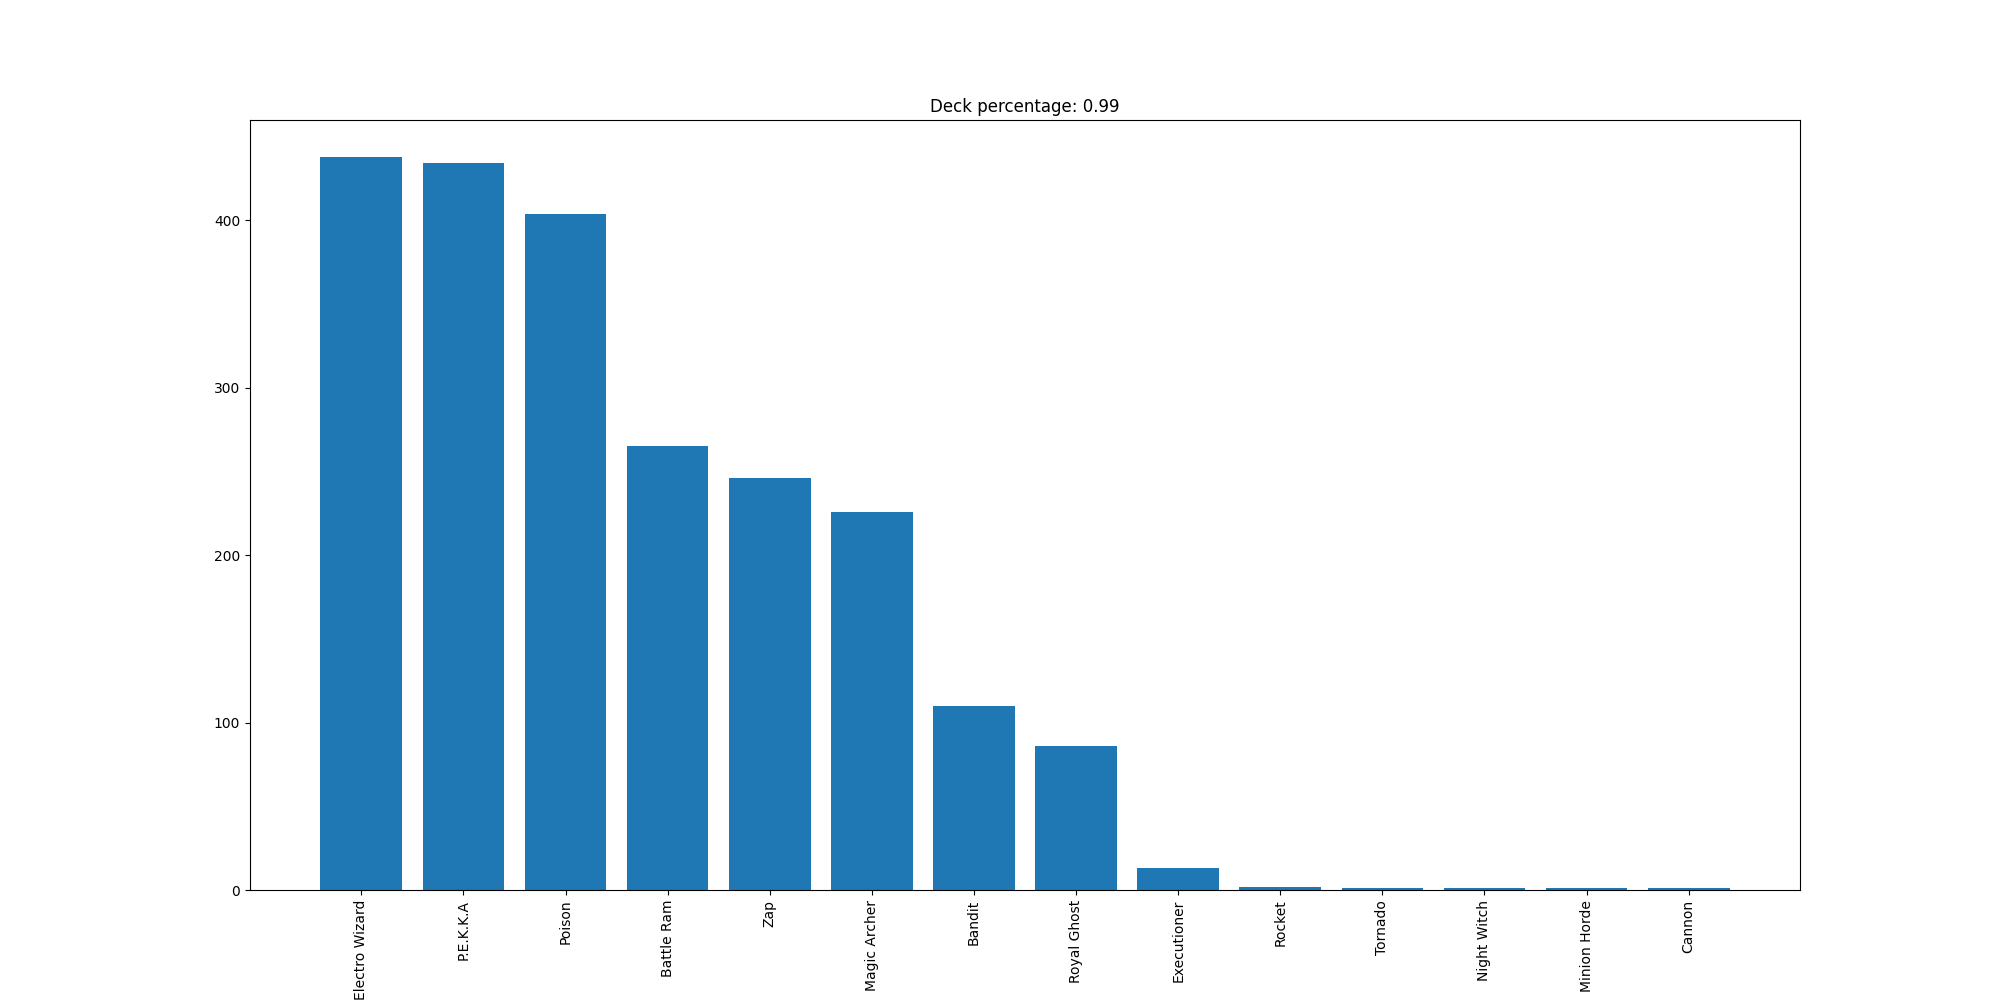 Deck percentage: 0.99
400
300
200
100
0
Electro Wizard
P.E.K.K.A
Poison
Battle Ram
Zap
Magic Archer
Bandit
Royal Ghost
Executioner
Rocket
Tornado
Night Witch
Minion Horde
Cannon